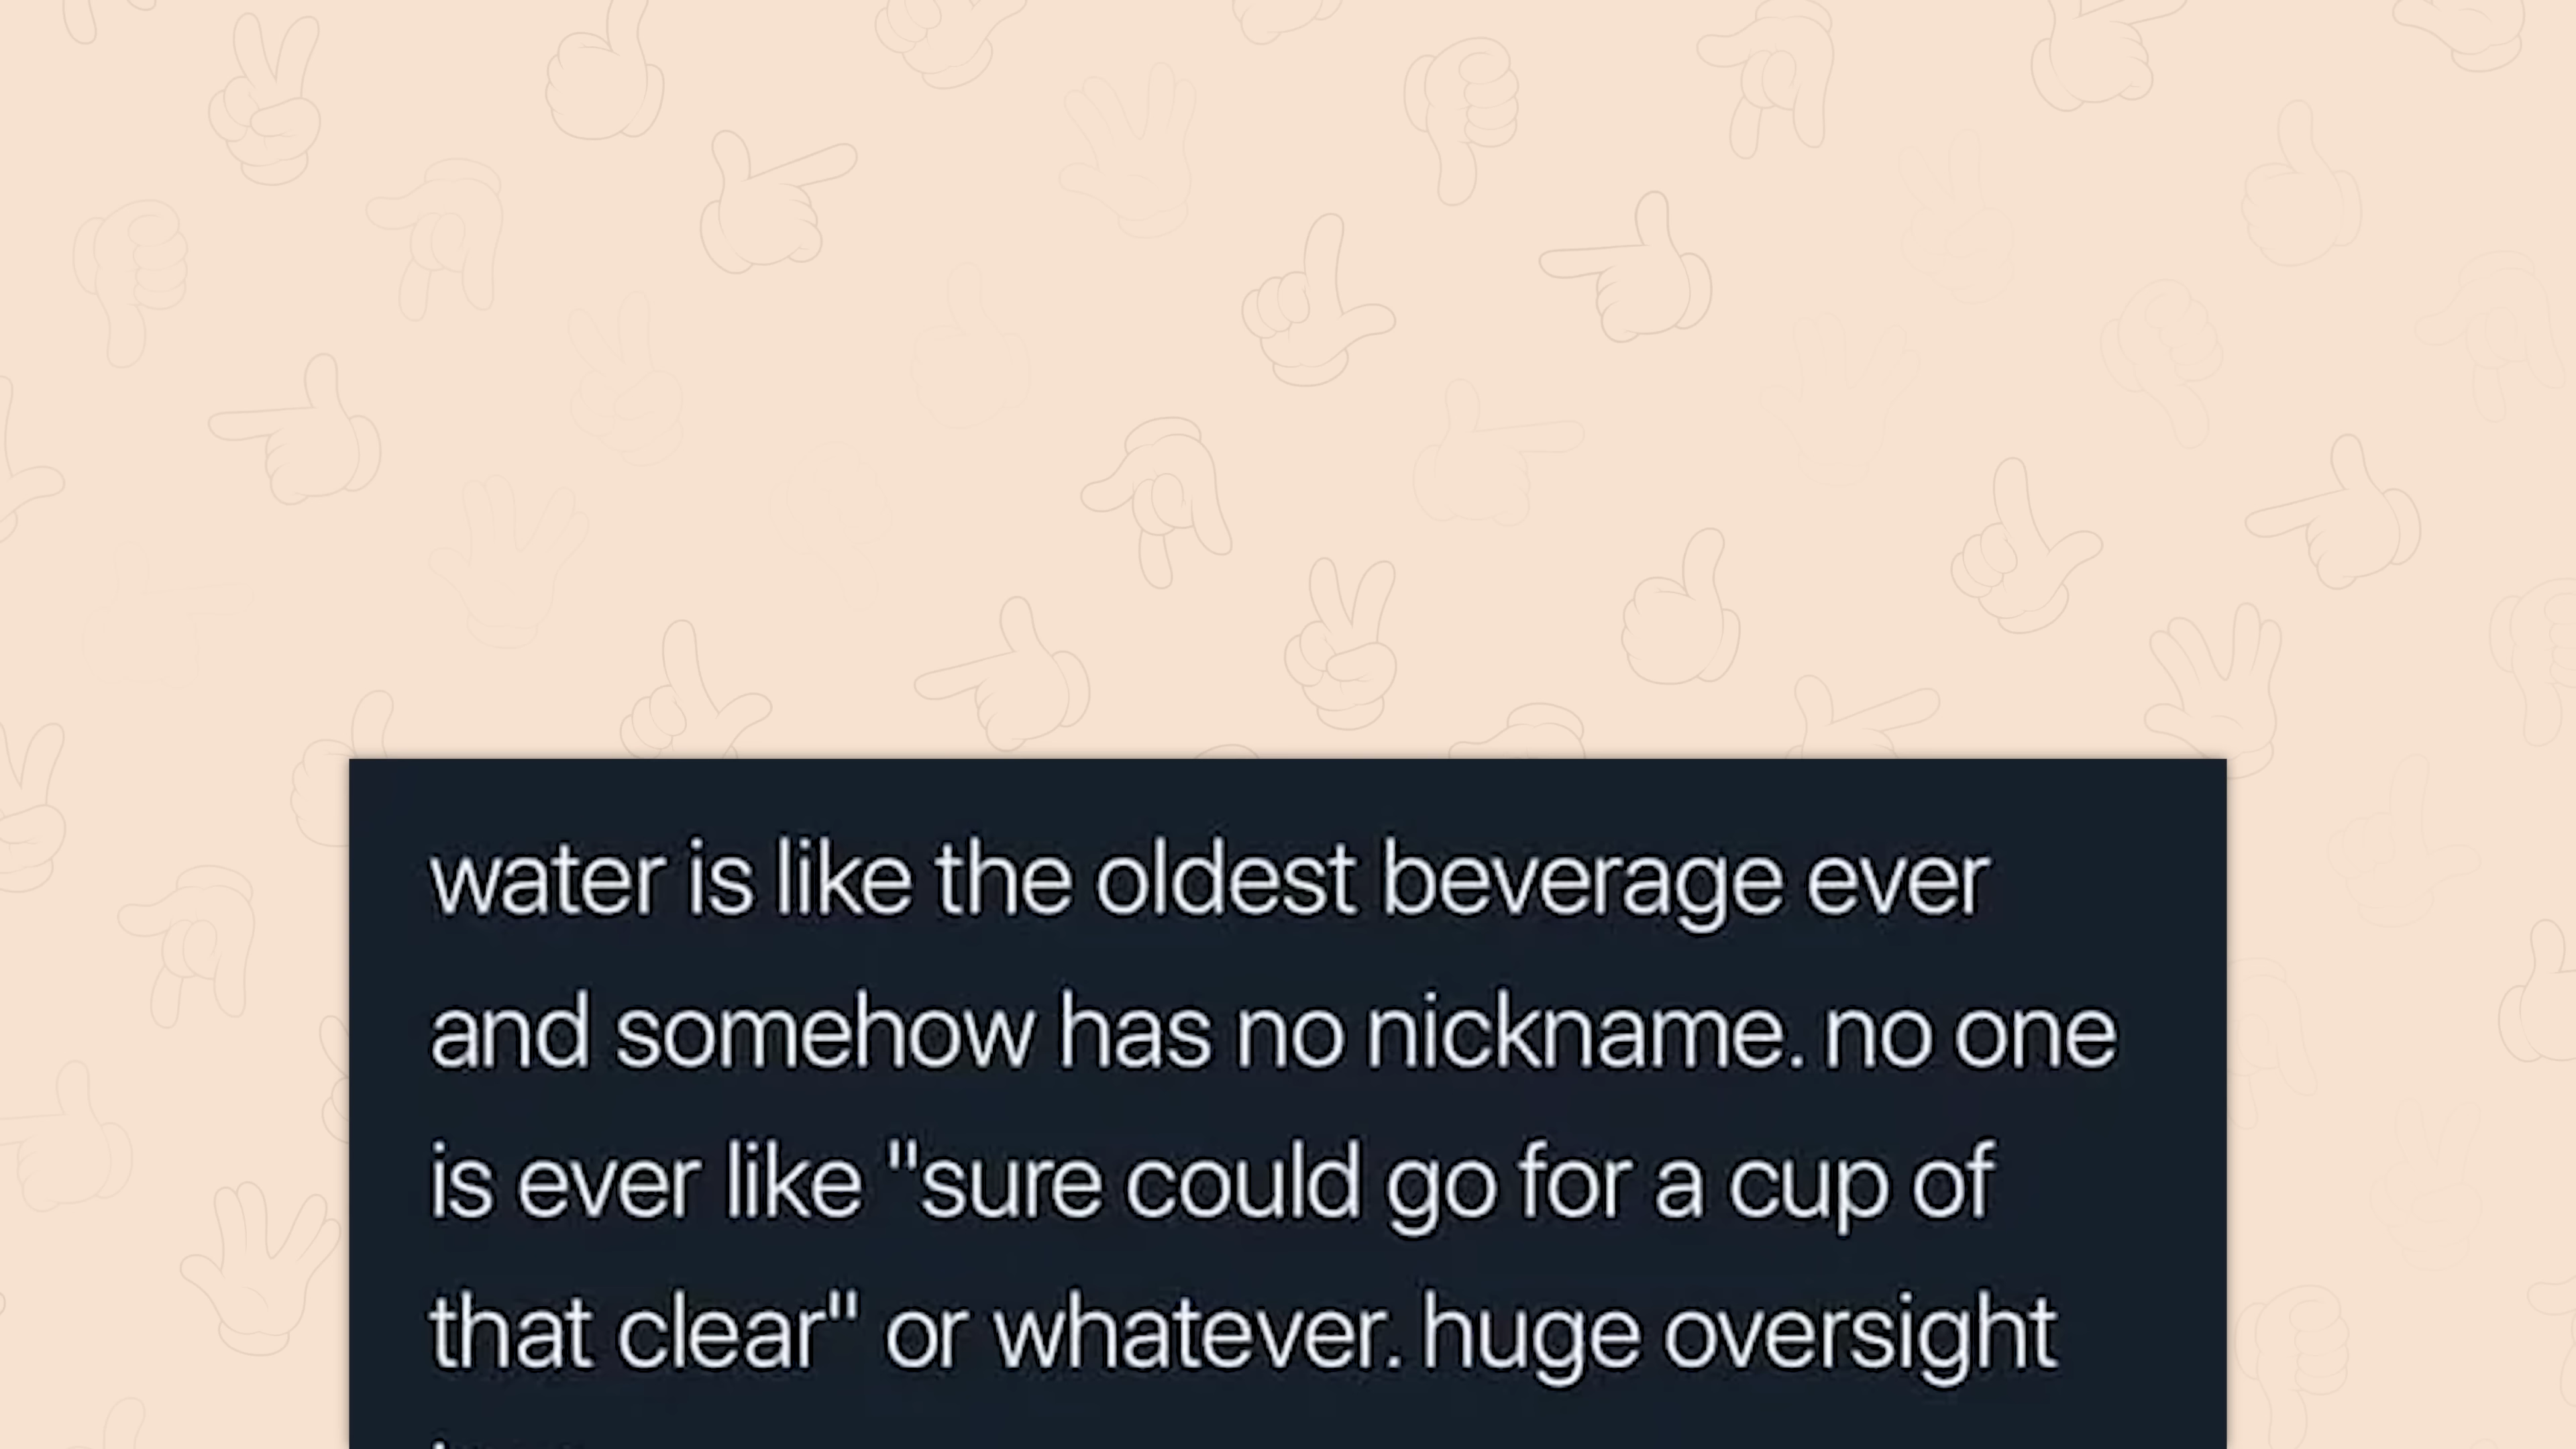 water is like the oldest beverage ever
and somehow has no nickname. no one
is ever like "sure could go for a cup of
that clear" or whatever. huge oversight